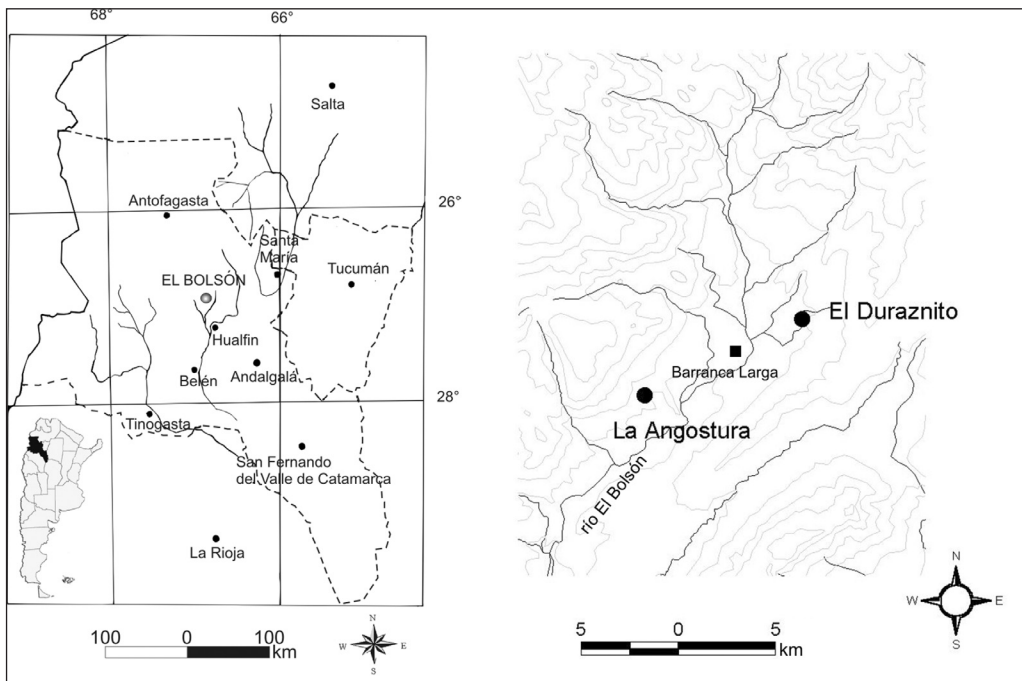 68°
66°
Salta
26°
Antofagasta
Santa
María
Tucumán
EL BOLSÓN
Hualfin
Belén
Andalgalá
28°
Tinogasta
San Fernando
del Valle de Catamarca
La Rioja
100 0 100
km
N
W E
S
El Duraznito
Barranca Larga
La Angostura
río El Bolsón
5 0 5
km
N
W E
S